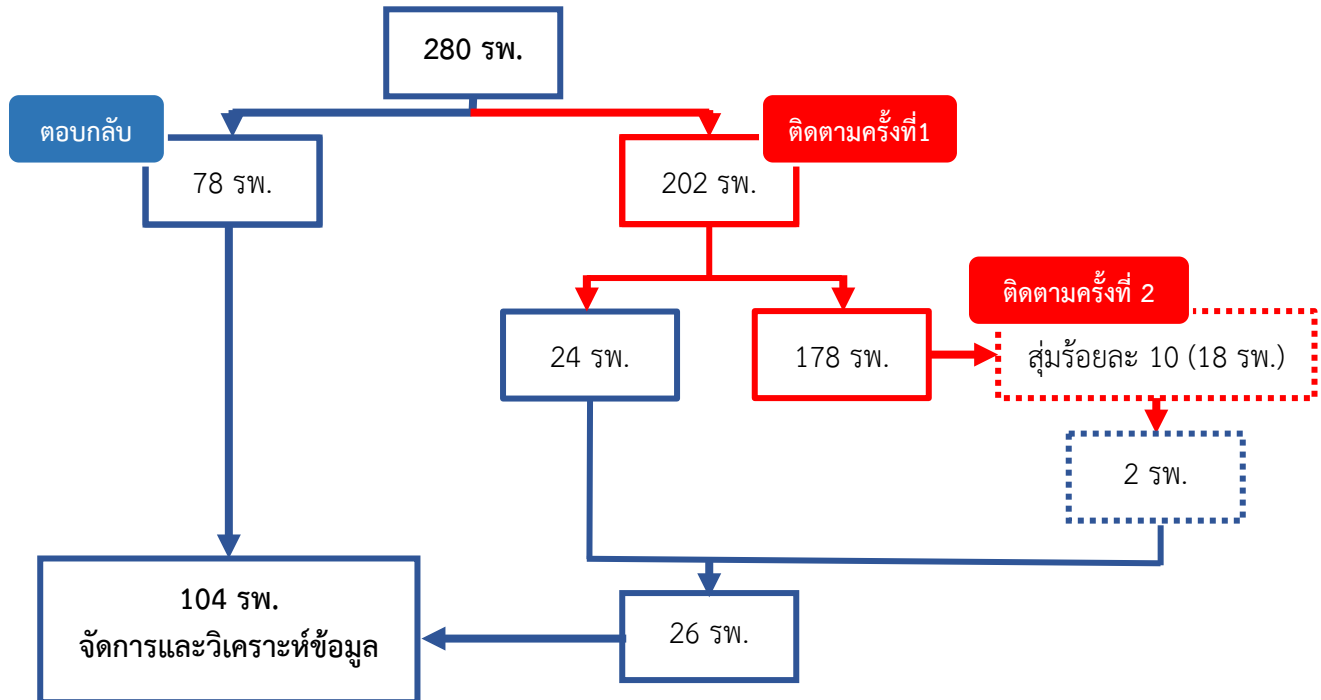 280 รพ.
ตอบกลับ
ติดตามครั้งที่1
78 รพ.
202 รพ.
ติดตามครั้งที่ 2
24 รพ.
178 รพ.
สุ่มร้อยละ 10 (18 รพ.)
2 รพ.
104 รพ.
จัดการและวิเคราะห์ข้อมูล
26 รพ.